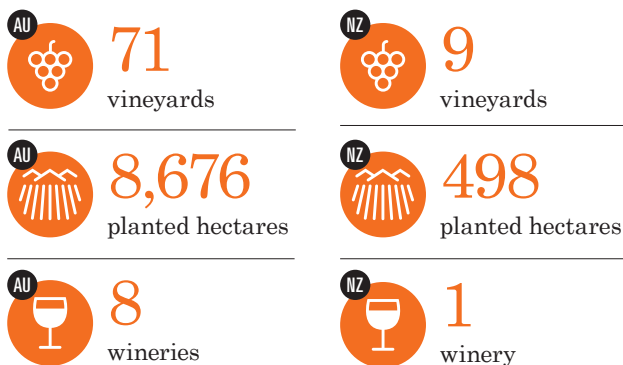 AU
71
vineyards
AU
8,676
planted hectares
AU
8
wineries
NZ
9
vineyards
NZ
498
planted hectares
NZ
1
winery